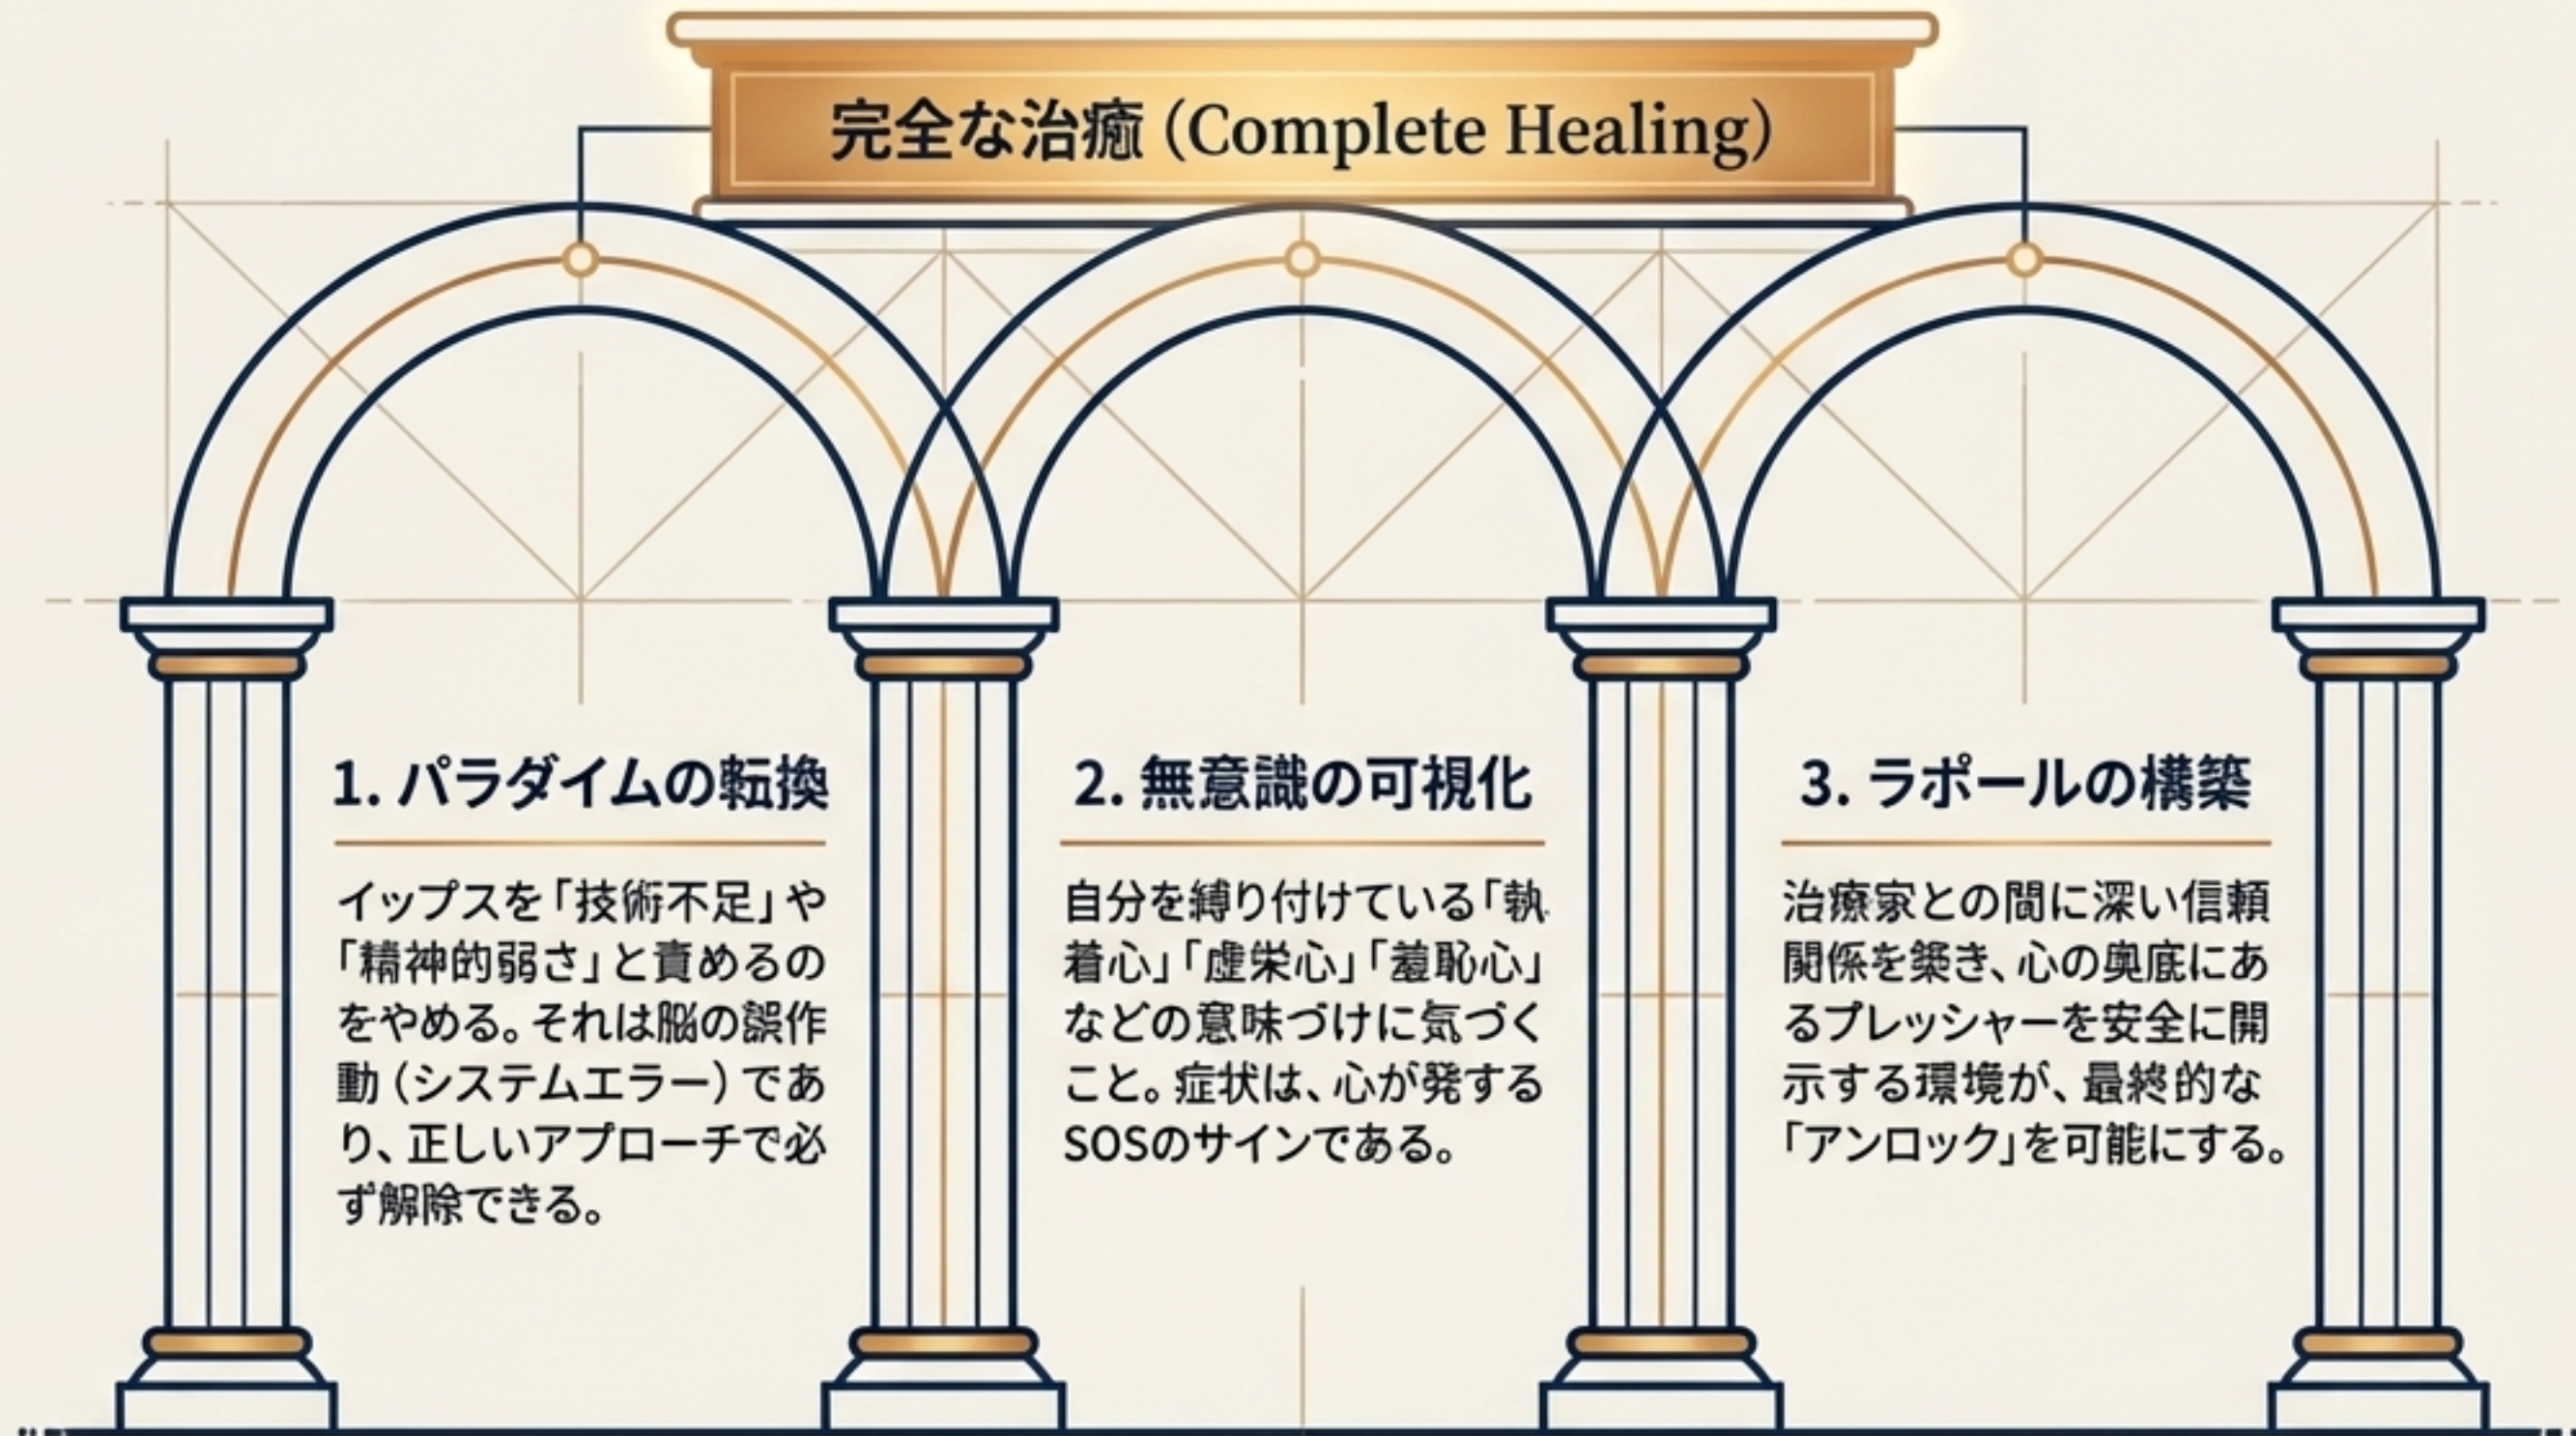 完全な治癒 (Complete Healing)
1. パラダイムの転換
イップスを「技術不足」や
「精神的弱さ」と責めるの
をやめる。それは脳の誤作
動（システムエラー）であ
り、正しいアプローチで必
ず解除できる。
2. 無意識の可視化
自分を縛り付けている「執
着心」「虚栄心」「羞恥心」
などの意味づけに気づく
こと。症状は、心が発する
SOSのサインである。
3. ラポールの構築
治療家との間に深い信頼
関係を築き、心の奥底にあ
るプレッシャーを安全に開
示する環境が、最終的な
「アンロック」を可能にする。